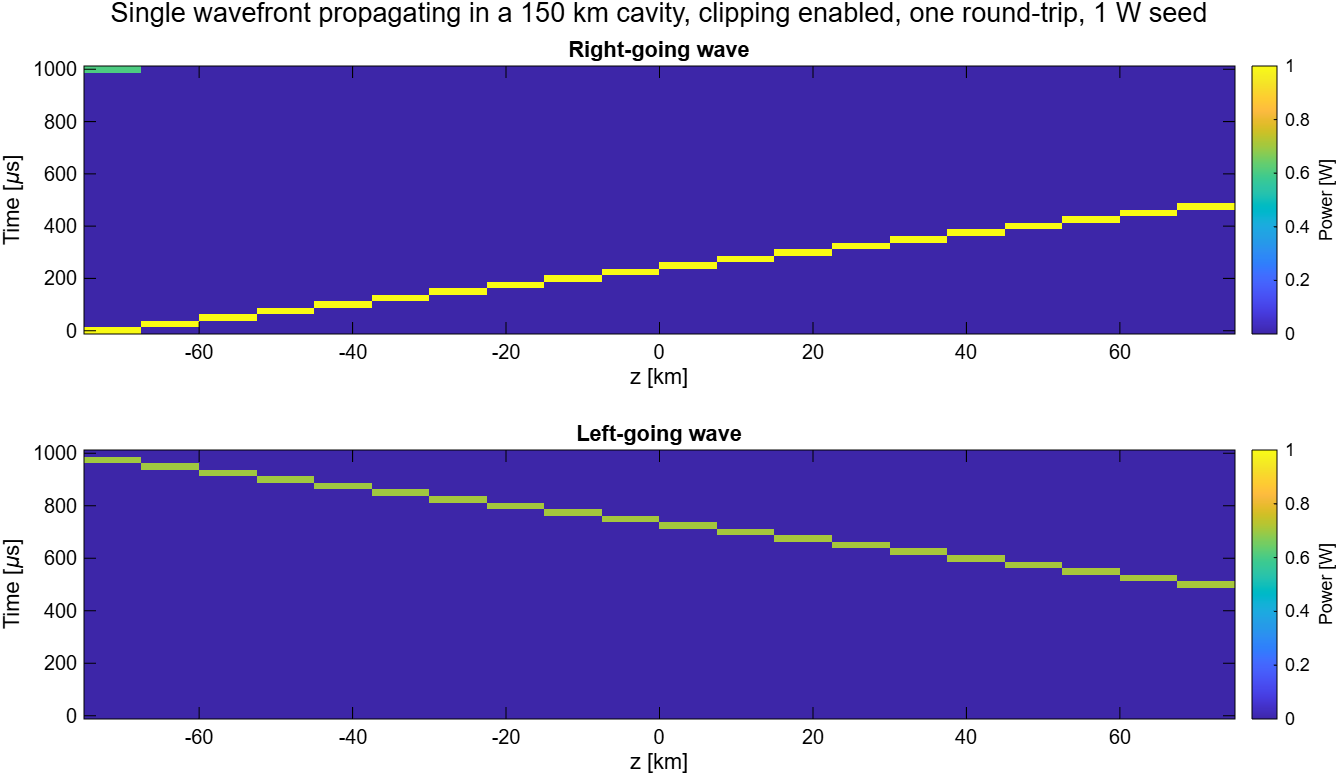 Single wavefront propagating in a 150 km cavity, clipping enabled, one round-trip, 1 W seed
Right-going wave
1000
800
600
400
200
0
Time [μs]
-60 -40 -20 0 20 40 60
z [km]
1
0.8
0.6
0.4
0.2
0
Power [W]
Left-going wave
1000
800
600
400
200
0
Time [μs]
-60 -40 -20 0 20 40 60
z [km]
1
0.8
0.6
0.4
0.2
0
Power [W]